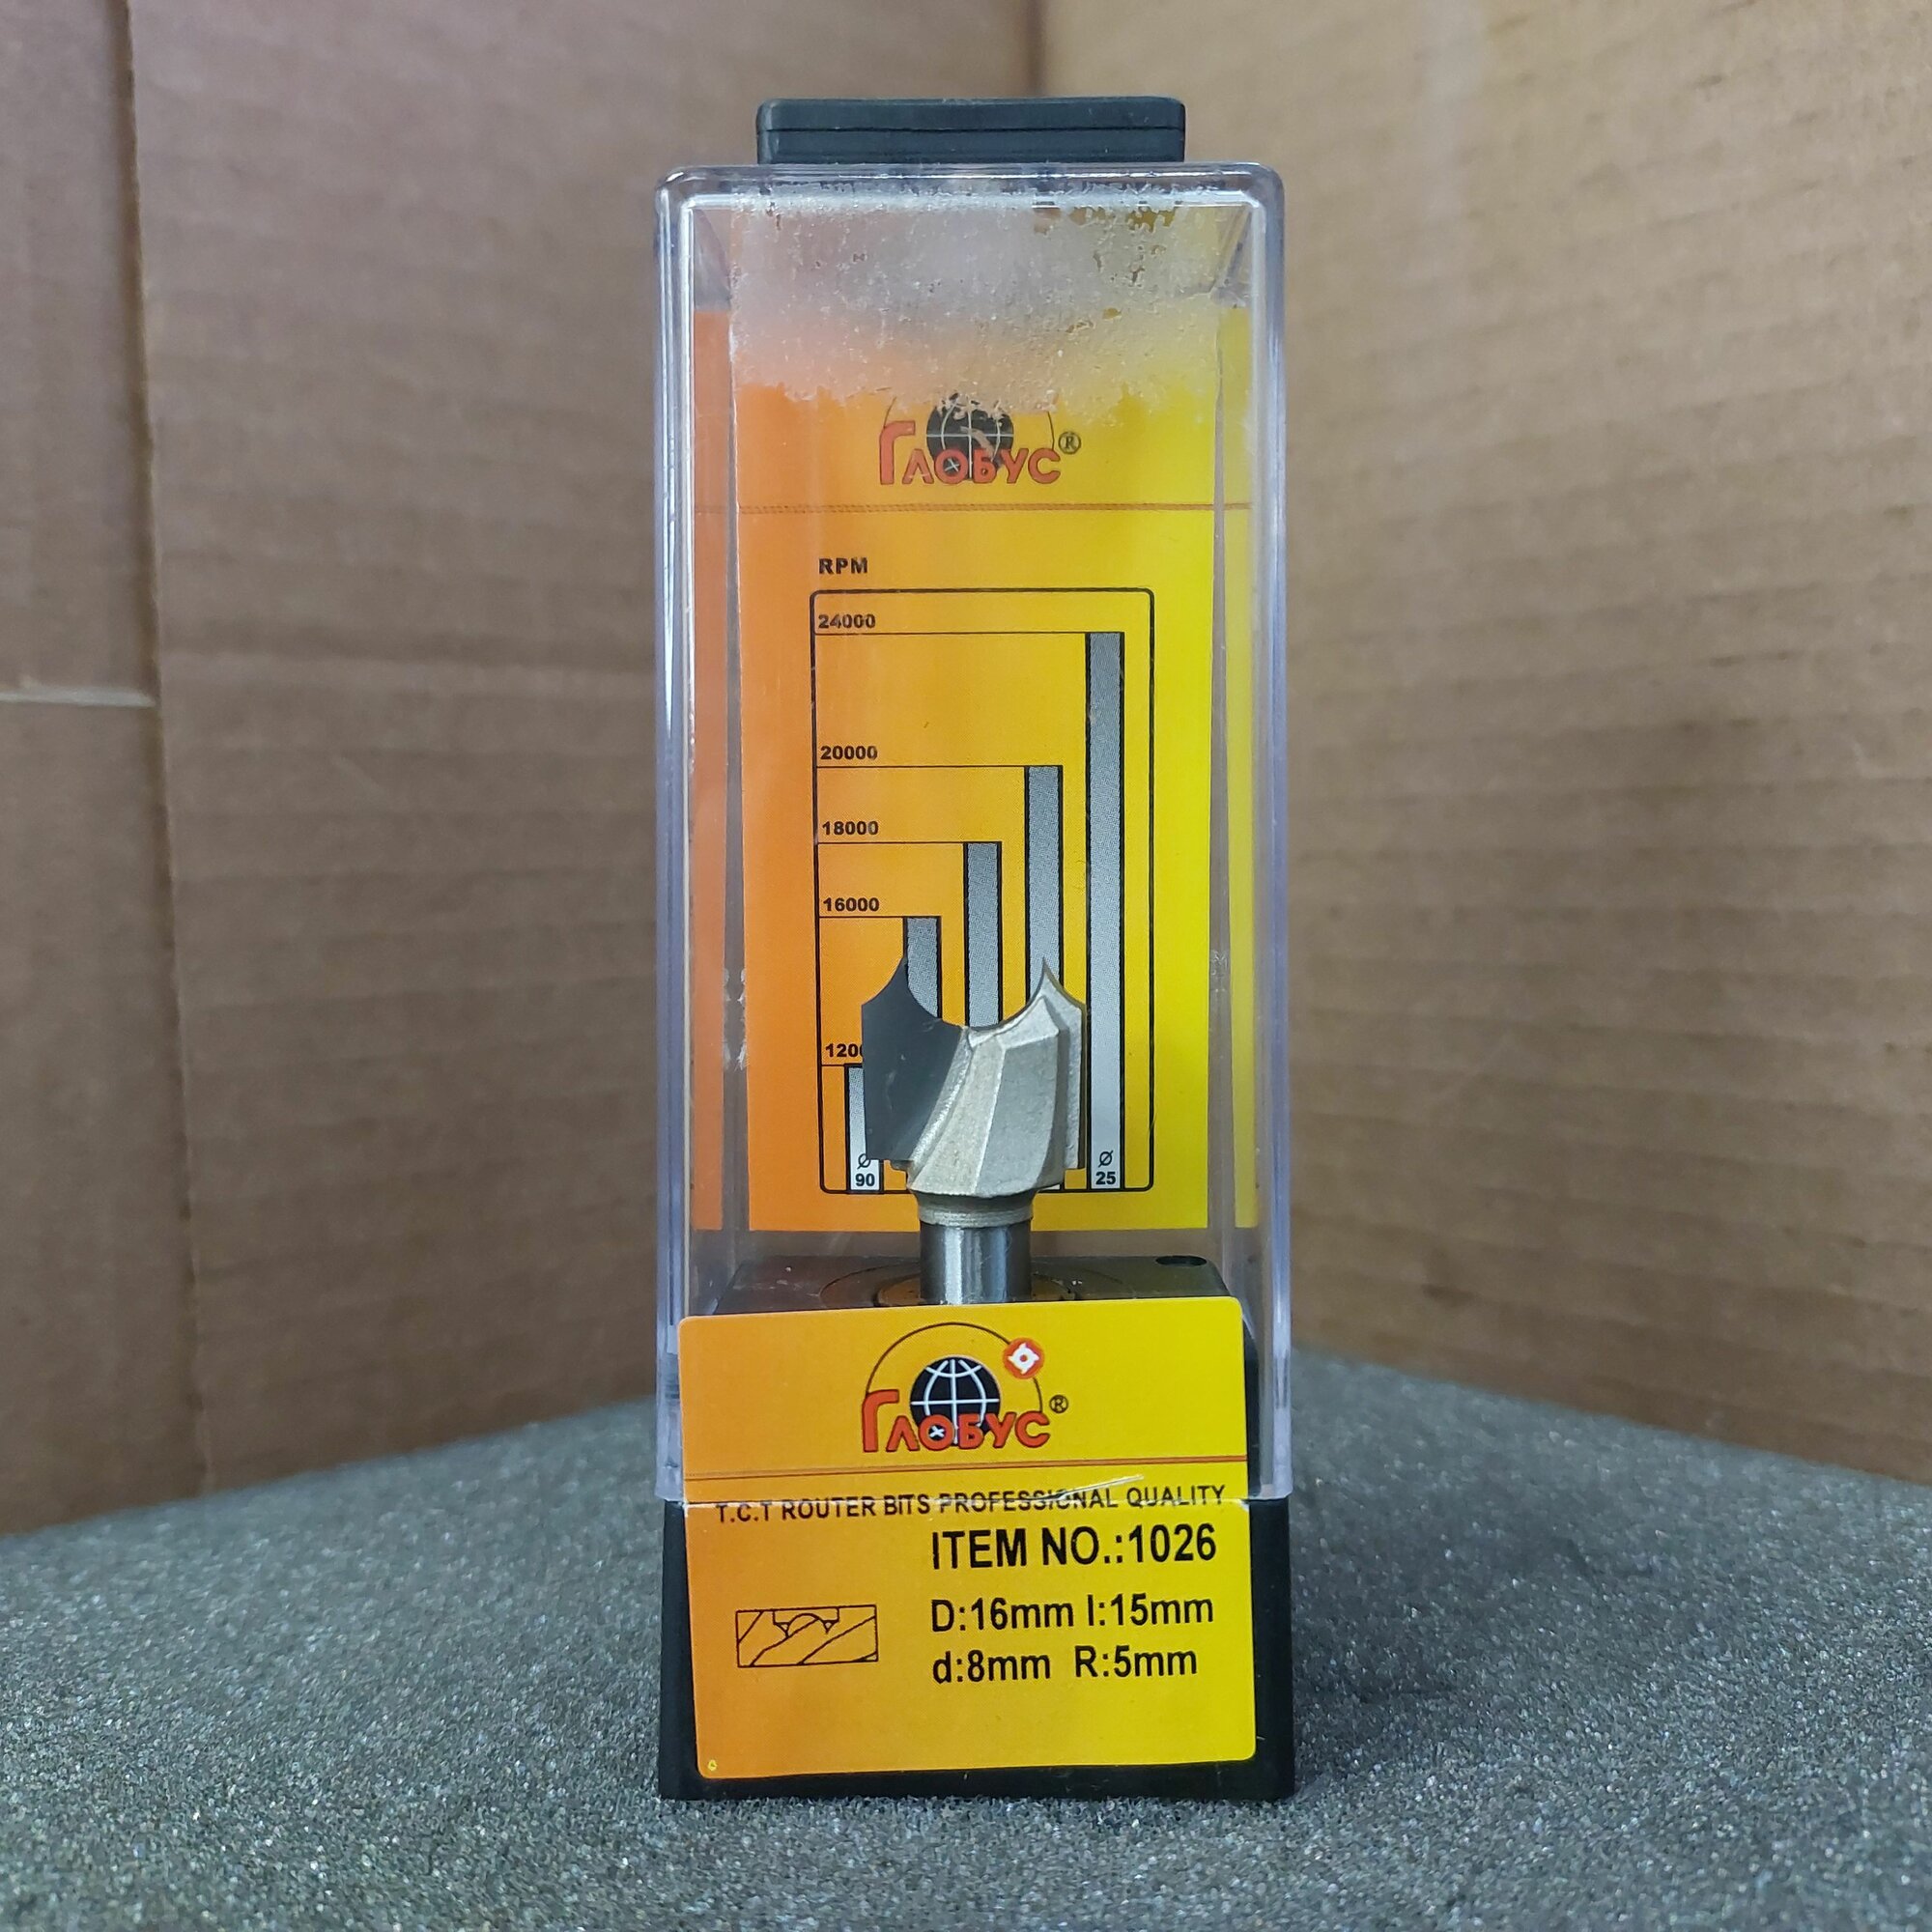 Глобус®
RPM
24000
20000
18000
16000
Ø Ø
90 25
Глобус®
T.C.T ROUTER BITS PROFESSIONAL QUALITY
ITEM NO.:1026
D:16mm l:15mm
d:8mm R:5mm